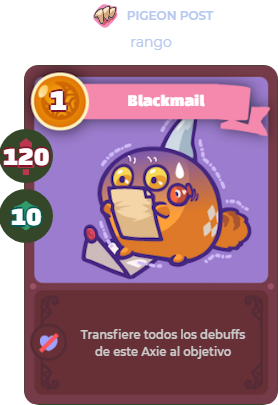 PIGEON POST
rango
1
Blackmail
120
10
Transfiere todos los debuffs
de este Axie al objetivo